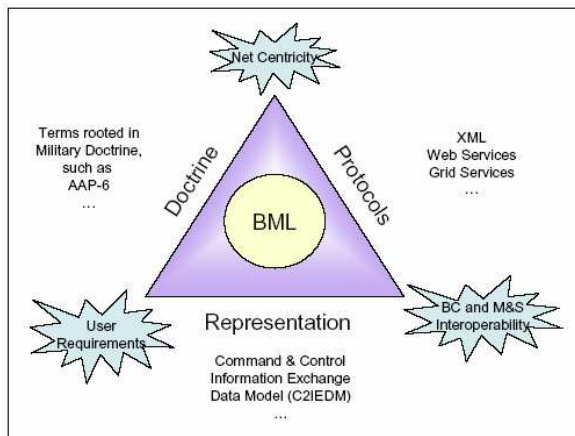 Net Centricity
Terms rooted in
Military Doctrine,
such as
AAP-6
...
Doctrine
Protocols
XML
Web Services
Grid Services
...
BML
User
Requirements
Representation
BC and M&S
Interoperability
Command & Control
Information Exchange
Data Model (C2IEDM)
...